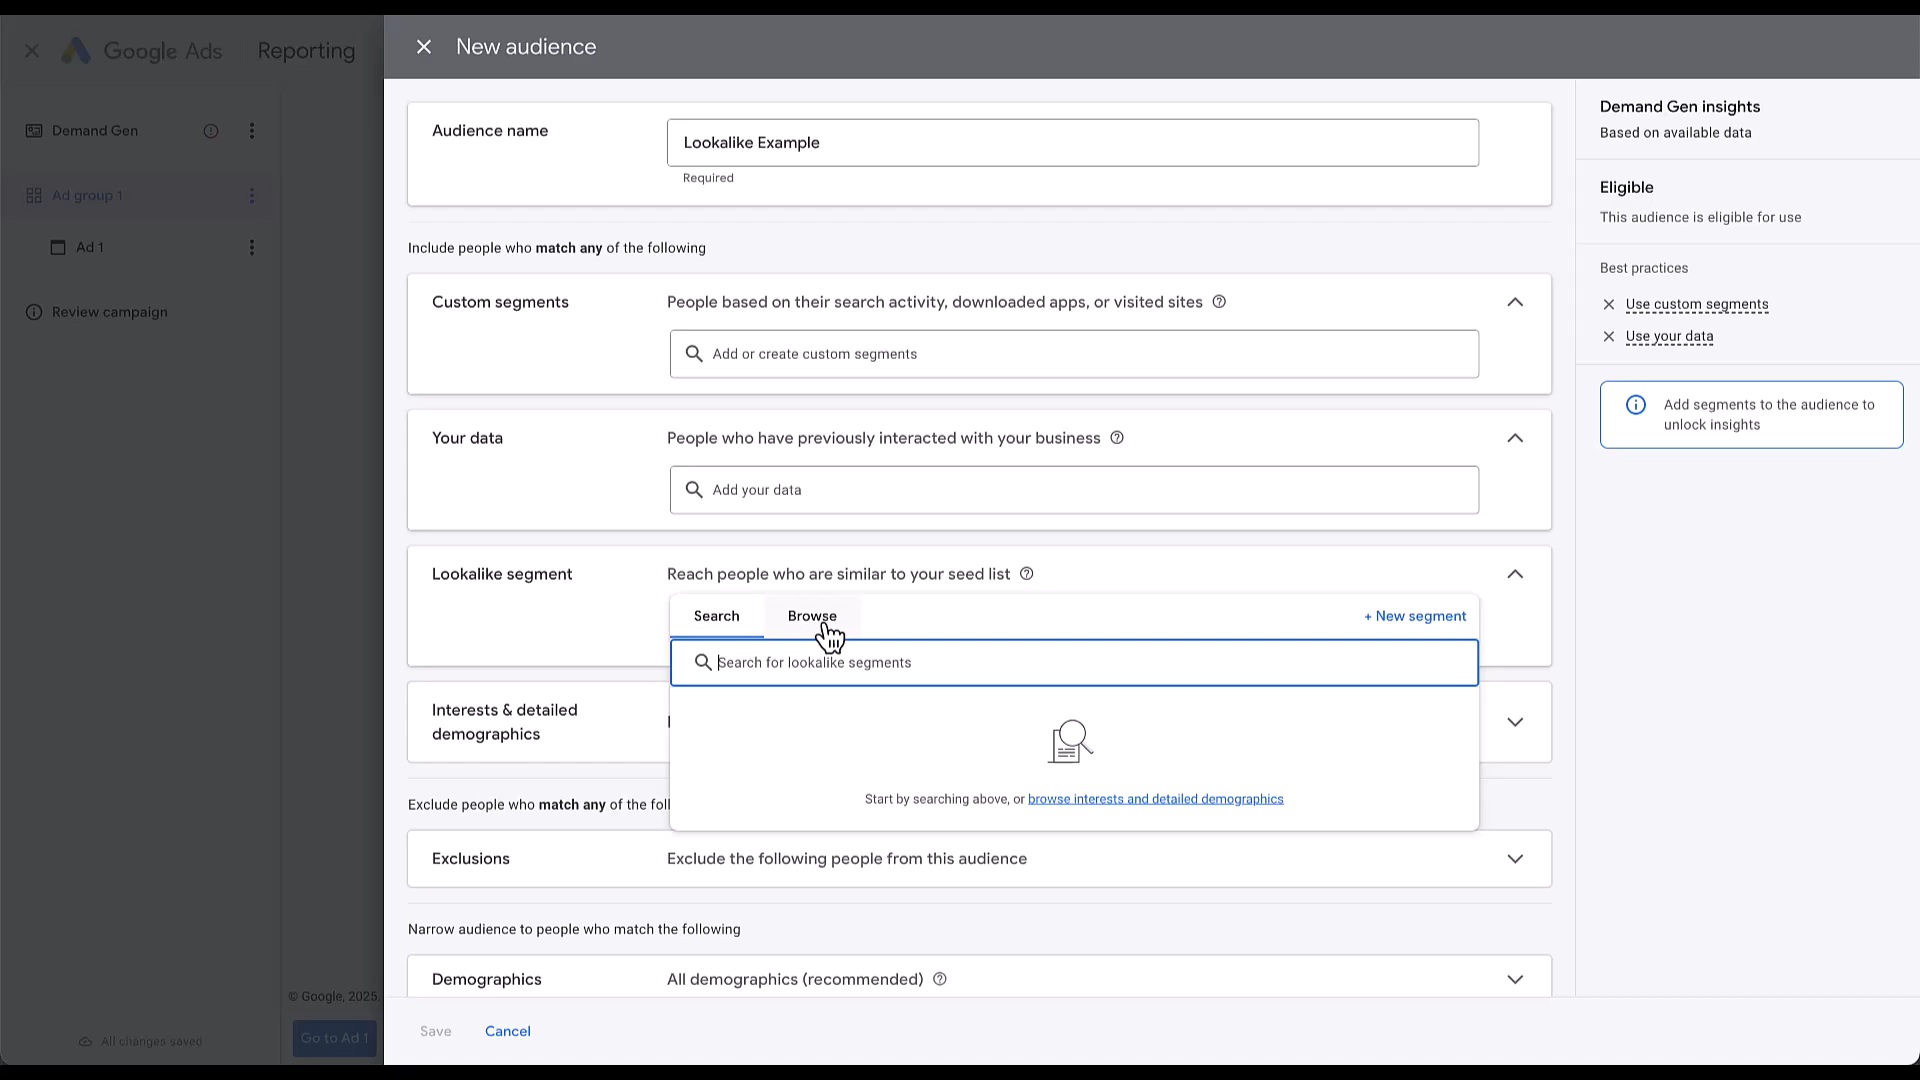 Google Ads
Reporting
New audience
Demand Gen
Ad group 1
Ad 1
Review campaign
© Google, 2025.
All changes saved
Go to Ad 1
Audience name
Lookalike Example
Required
Include people who match any of the following
Custom segments
People based on their search activity, downloaded apps, or visited sites
Add or create custom segments
Your data
People who have previously interacted with your business
Add your data
Lookalike segment
Reach people who are similar to your seed list
Search
Browse
+ New segment
Search for lookalike segments
Start by searching above, or browse interests and detailed demographics
Interests & detailed
demographics
Exclude people who match any of the
Exclusions
Exclude the following people from this audience
Narrow audience to people who match the following
Demographics
All demographics (recommended)
Save
Cancel
Demand Gen insights
Based on available data
Eligible
This audience is eligible for use
Best practices
Use custom segments
Use your data
Add segments to the audience to
unlock insights